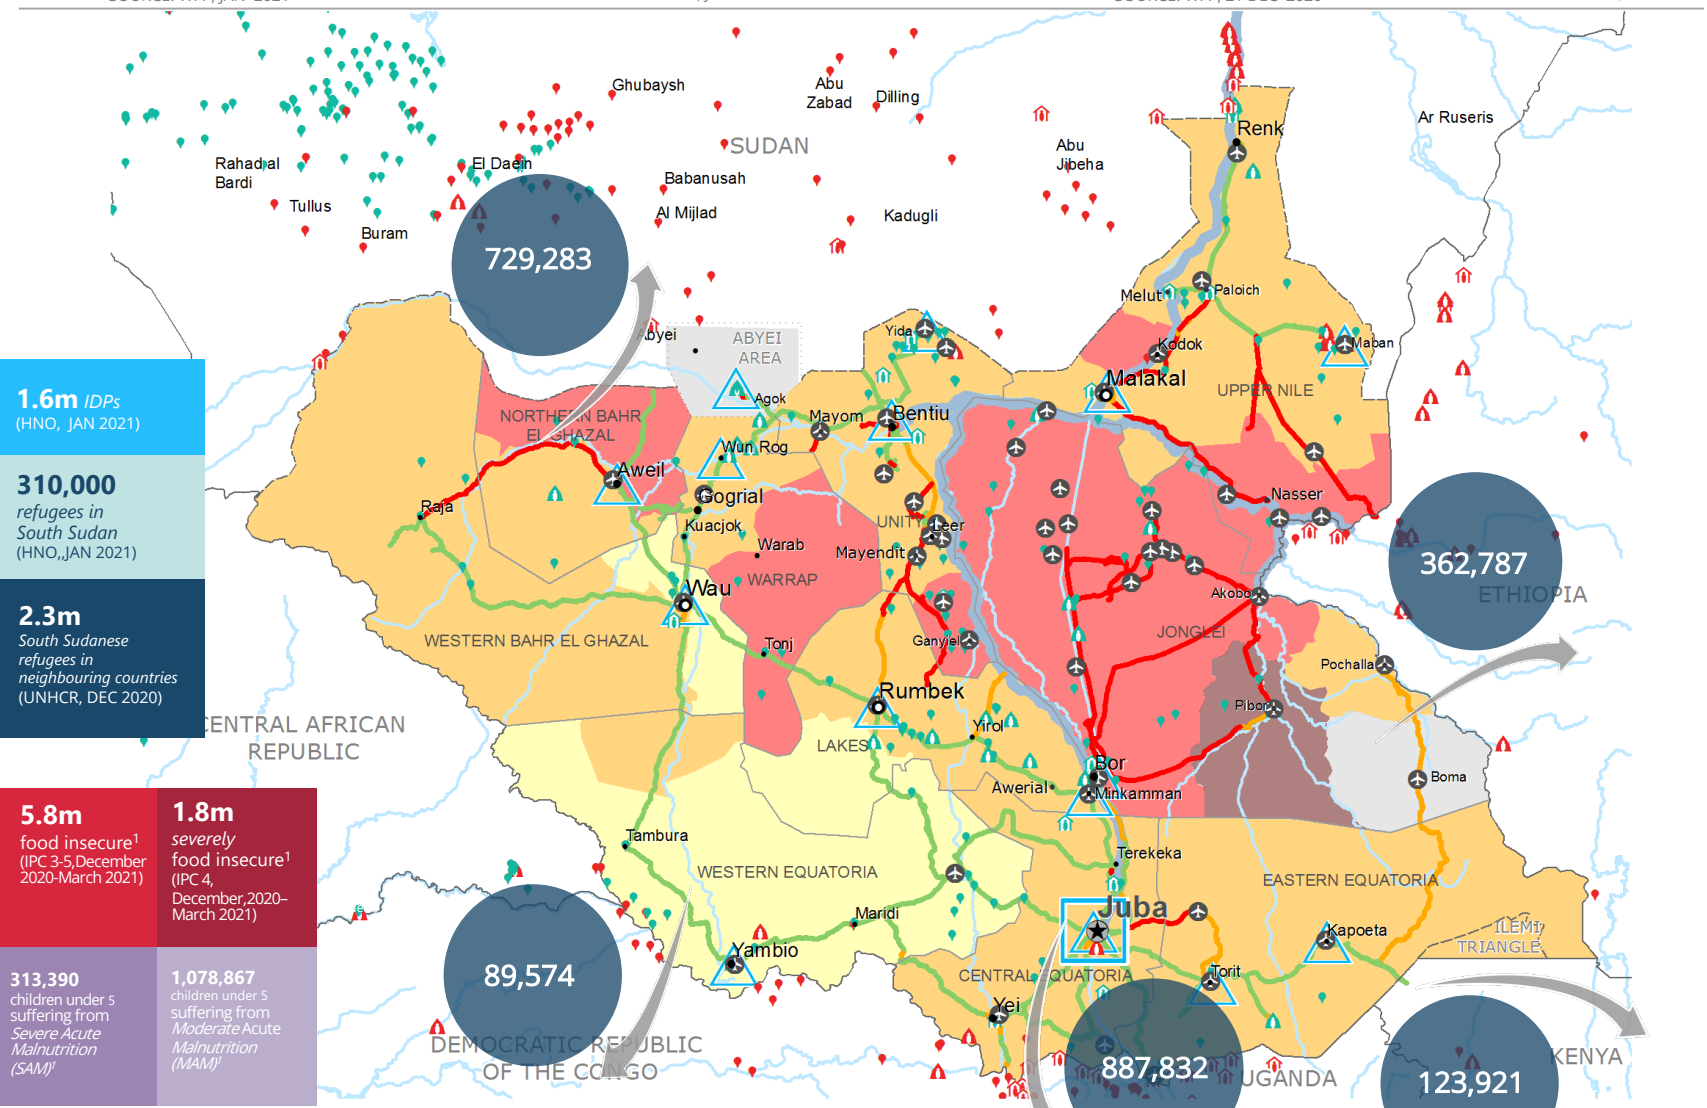 Ghubaysh
Abu
Zabad
Dilling
SUDAN
Ar Ruseris
Renk
Abu
Jibeha
Rahad al
Bardi
El Daein
Babanusah
Tullus
Al Mijlad
Kadugli
Buram
729,283
Melut
Paloich
Abyei
ABYEI
AREA
Yida
Kodok
Maban
Malakal
UPPER NILE
1.6m IDPs
(HNO, JAN 2021)
Agok
NORTHERN BAHR
EL GHAZAL
Mayom
Bentiu
Wun Rog
Aweil
310,000
refugees in
South Sudan
(HNO,,JAN 2021)
Gogrial
Nasser
Raja
Kuacjok
UNITY
Leer
Warab
Mayendit
362,787
WARRAP
Wau
Akobo
ETHIOPIA
2.3m
South Sudanese
refugees in
neighbouring countries
(UNHCR, DEC 2020)
WESTERN BAHR EL GHAZAL
Tonj
Ganyiel
JONGLEI
Pochalla
Rumbek
Pibor
CENTRAL AFRICAN
REPUBLIC
Yirol
LAKES
Bor
Boma
Awerial
Minkamman
5.8m
food insecure1
(IPC 3-5,December
2020-March 2021)
1.8m
severely
food insecure1
(IPC 4,
December,2020–
March 2021)
Tambura
Terekeka
WESTERN EQUATORIA
EASTERN EQUATORIA
Juba
Maridi
Kapoeta
ILEMI
TRIANGLE
Yambio
89,574
CENTRAL EQUATORIA
Torit
313,390
children under 5
suffering from
Severe Acute
Malnutrition
(SAM)1
1,078,867
children under 5
suffering from
Moderate Acute
Malnutrition
(MAM)1
Yei
DEMOCRATIC REPUBLIC
OF THE CONGO
887,832
UGANDA
123,921
KENYA